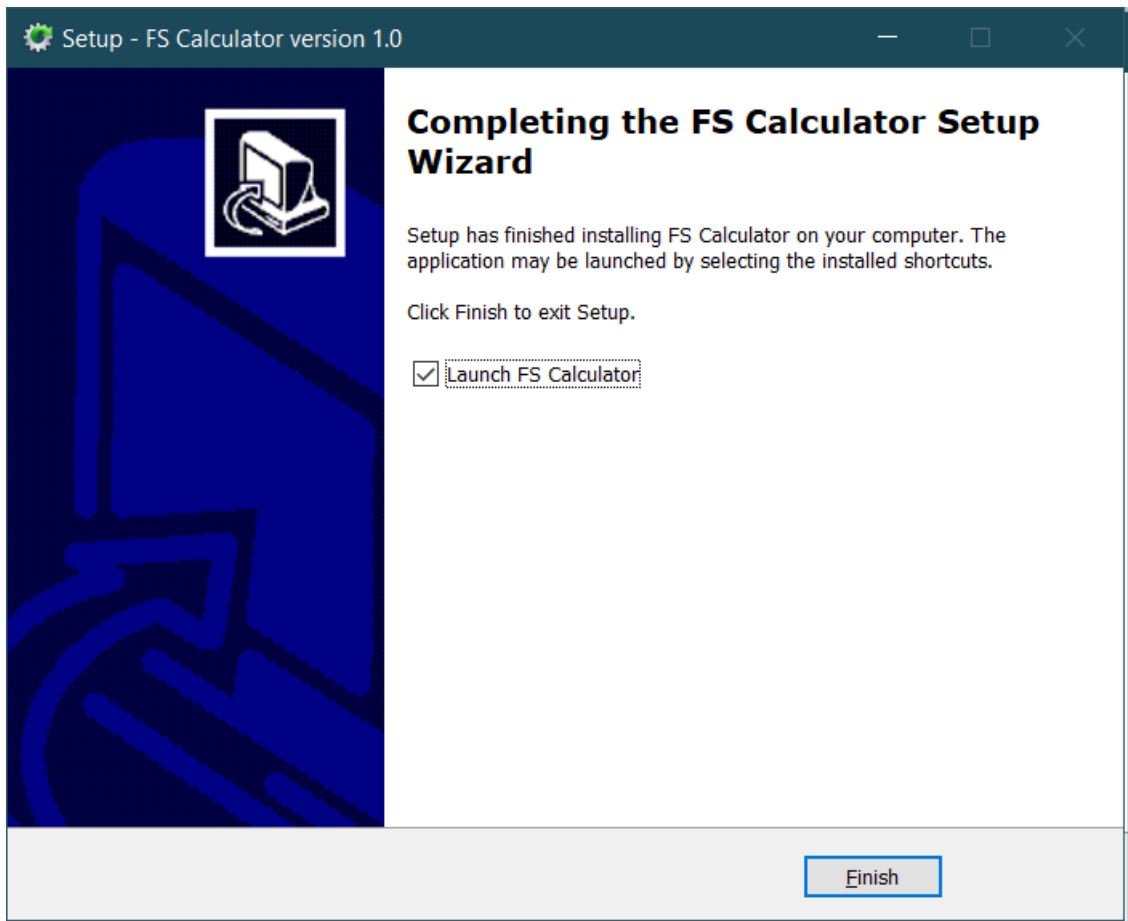 Setup - FS Calculator version 1.0
Completing the FS Calculator Setup
Wizard
Setup has finished installing FS Calculator on your computer. The
application may be launched by selecting the installed shortcuts.
Click Finish to exit Setup.
Launch FS Calculator
Finish